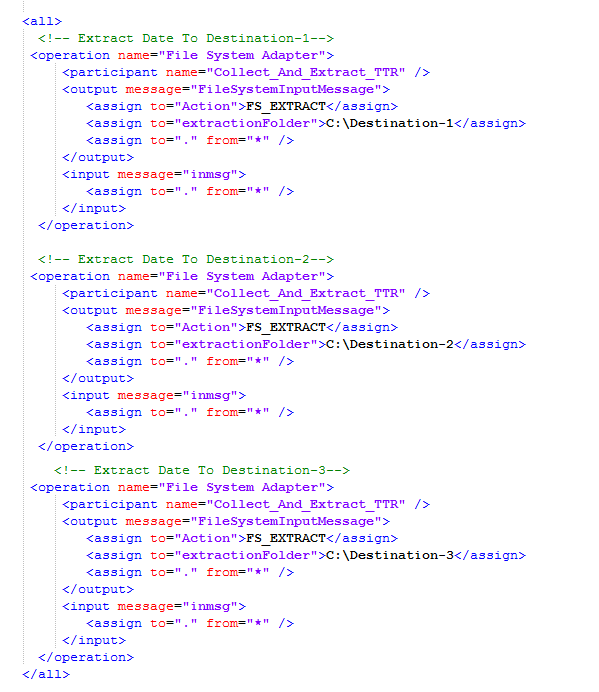 <all>
<!-- Extract Date To Destination-1-->
<operation name="File System Adapter">
<participant name="Collect_And_Extract_TTR" />
<output message="FileSystemInputMessage">
<assign to="Action">FS_EXTRACT</assign>
<assign to="extractionFolder">C:\Destination-1</assign>
<assign to="." from="*" />
</output>
<input message="inmsg">
<assign to="." from="*" />
</input>
</operation>
<!-- Extract Date To Destination-2-->
<operation name="File System Adapter">
<participant name="Collect_And_Extract_TTR" />
<output message="FileSystemInputMessage">
<assign to="Action">FS_EXTRACT</assign>
<assign to="extractionFolder">C:\Destination-2</assign>
<assign to="." from="*" />
</output>
<input message="inmsg">
<assign to="." from="*" />
</input>
</operation>
<!-- Extract Date To Destination-3-->
<operation name="File System Adapter">
<participant name="Collect_And_Extract_TTR" />
<output message="FileSystemInputMessage">
<assign to="Action">FS_EXTRACT</assign>
<assign to="extractionFolder">C:\Destination-3</assign>
<assign to="." from="*" />
</output>
<input message="inmsg">
<assign to="." from="*" />
</input>
</operation>
</all>